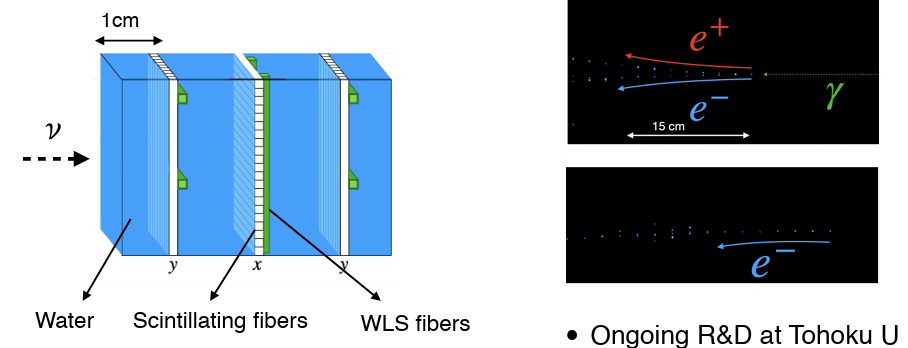 1cm
ν
y
x
y
Water
Scintillating fibers
WLS fibers
e+
γ
e−
15 cm
e−
• Ongoing R&D at Tohoku U